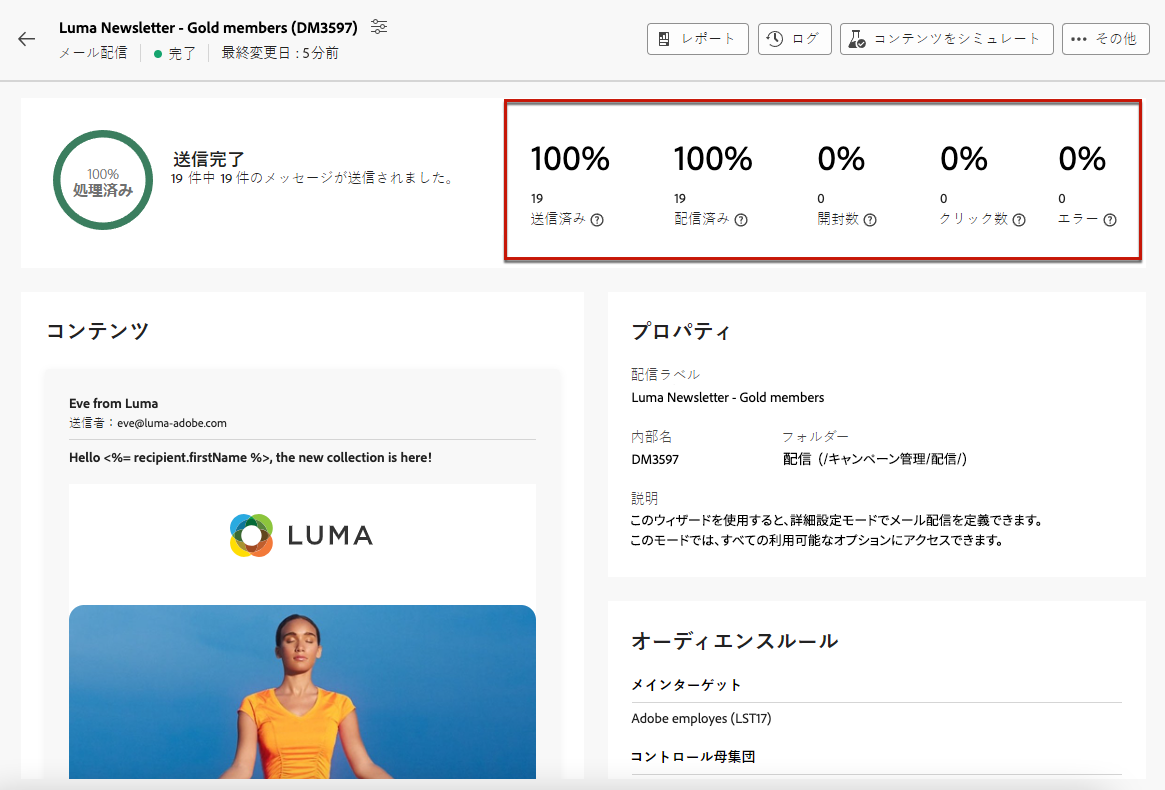 Luma Newsletter - Gold members (DM3597)
メール配信 完了 最終変更日 : 5分前
レポート ログ コンテンツをシミュレート その他
100%
処理済み
送信完了
19 件中 19 件のメッセージが送信されました。
100% 100% 0% 0% 0%
19 19 0 0 0
送信済み 配信済み 開封数 クリック数 エラー
コンテンツ
Eve from Luma
送信者：eve@luma-adobe.com
Hello <%= recipient.firstName %>, the new collection is here!
LUMA
プロパティ
配信ラベル
Luma Newsletter - Gold members
内部名 フォルダー
DM3597 配信 (/キャンペーン管理/配信/)
説明
このウィザードを使用すると、詳細設定モードでメール配信を定義できます。
このモードでは、すべての利用可能なオプションにアクセスできます。
オーディエンスルール
メインターゲット
Adobe employes (LST17)
コントロール母集団